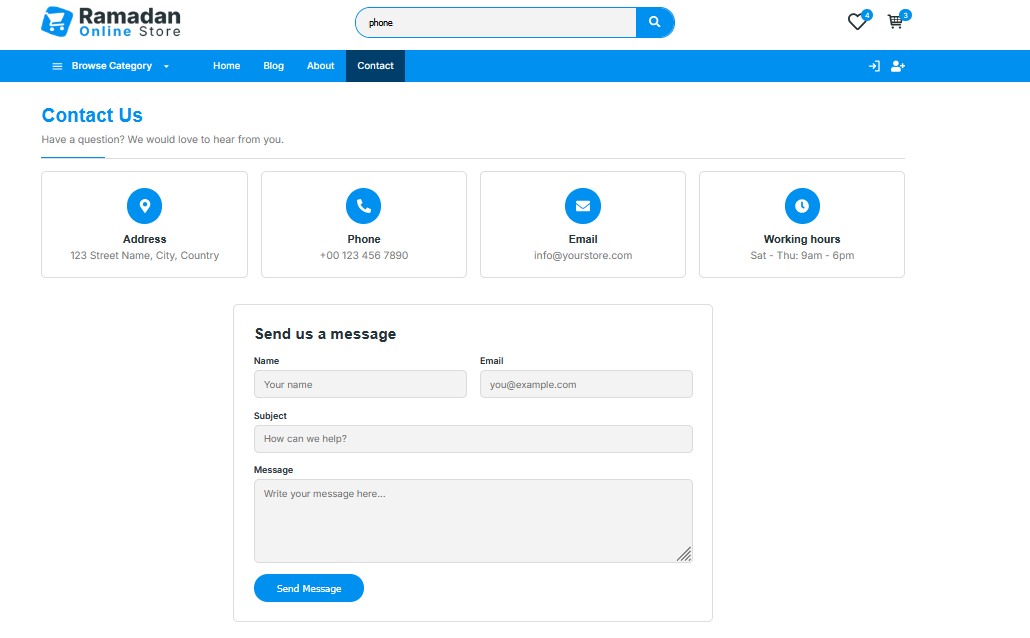 Ramadan
Online Store
phone
4
3
Browse Category
Home
Blog
About
Contact
Contact Us
Have a question? We would love to hear from you.
Address
123 Street Name, City, Country
Phone
+00 123 456 7890
Email
info@yourstore.com
Working hours
Sat - Thu: 9am - 6pm
Send us a message
Name
Email
Your name
you@example.com
Subject
How can we help?
Message
Write your message here...
Send Message